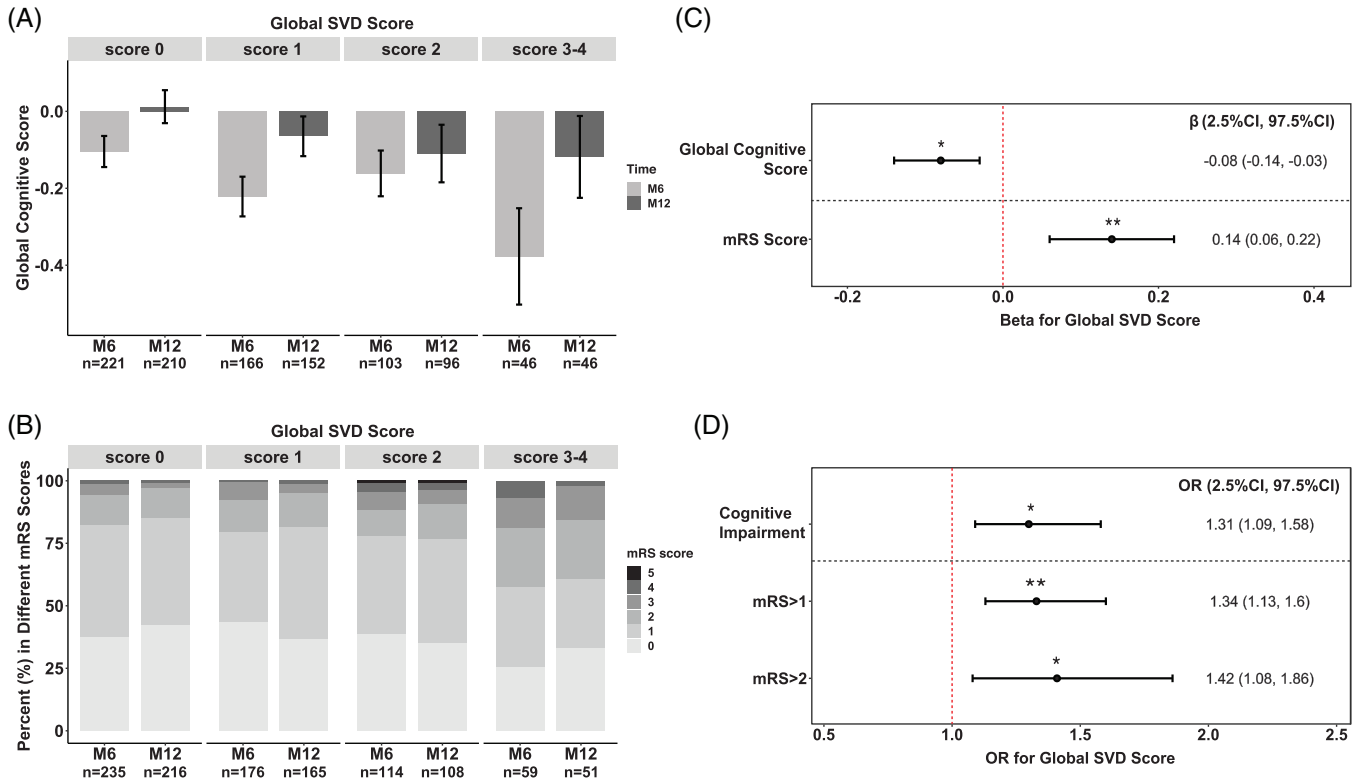 (A)
Global SVD Score
score 0 score 1 score 2 score 3-4
Global Cognitive Score
0.0
-0.2
-0.4
Time
M6
M12
M6 M12 M6 M12 M6 M12 M6 M12
n=221 n=210 n=166 n=152 n=103 n=96 n=46 n=46
(C)
β (2.5%CI, 97.5%CI)
Global Cognitive
Score
*
-0.08 (-0.14, -0.03)
mRS Score
**
0.14 (0.06, 0.22)
-0.2 0.0 0.2 0.4
Beta for Global SVD Score
(B)
Global SVD Score
score 0 score 1 score 2 score 3-4
Percent (%) in Different mRS Scores
100
75
50
25
0
mRS score
5
4
3
2
1
0
M6 M12 M6 M12 M6 M12 M6 M12
n=235 n=216 n=176 n=165 n=114 n=108 n=59 n=51
(D)
OR (2.5%CI, 97.5%CI)
Cognitive
Impairment
*
1.31 (1.09, 1.58)
mRS>1
**
1.34 (1.13, 1.6)
mRS>2
*
1.42 (1.08, 1.86)
0.5 1.0 1.5 2.0 2.5
OR for Global SVD Score